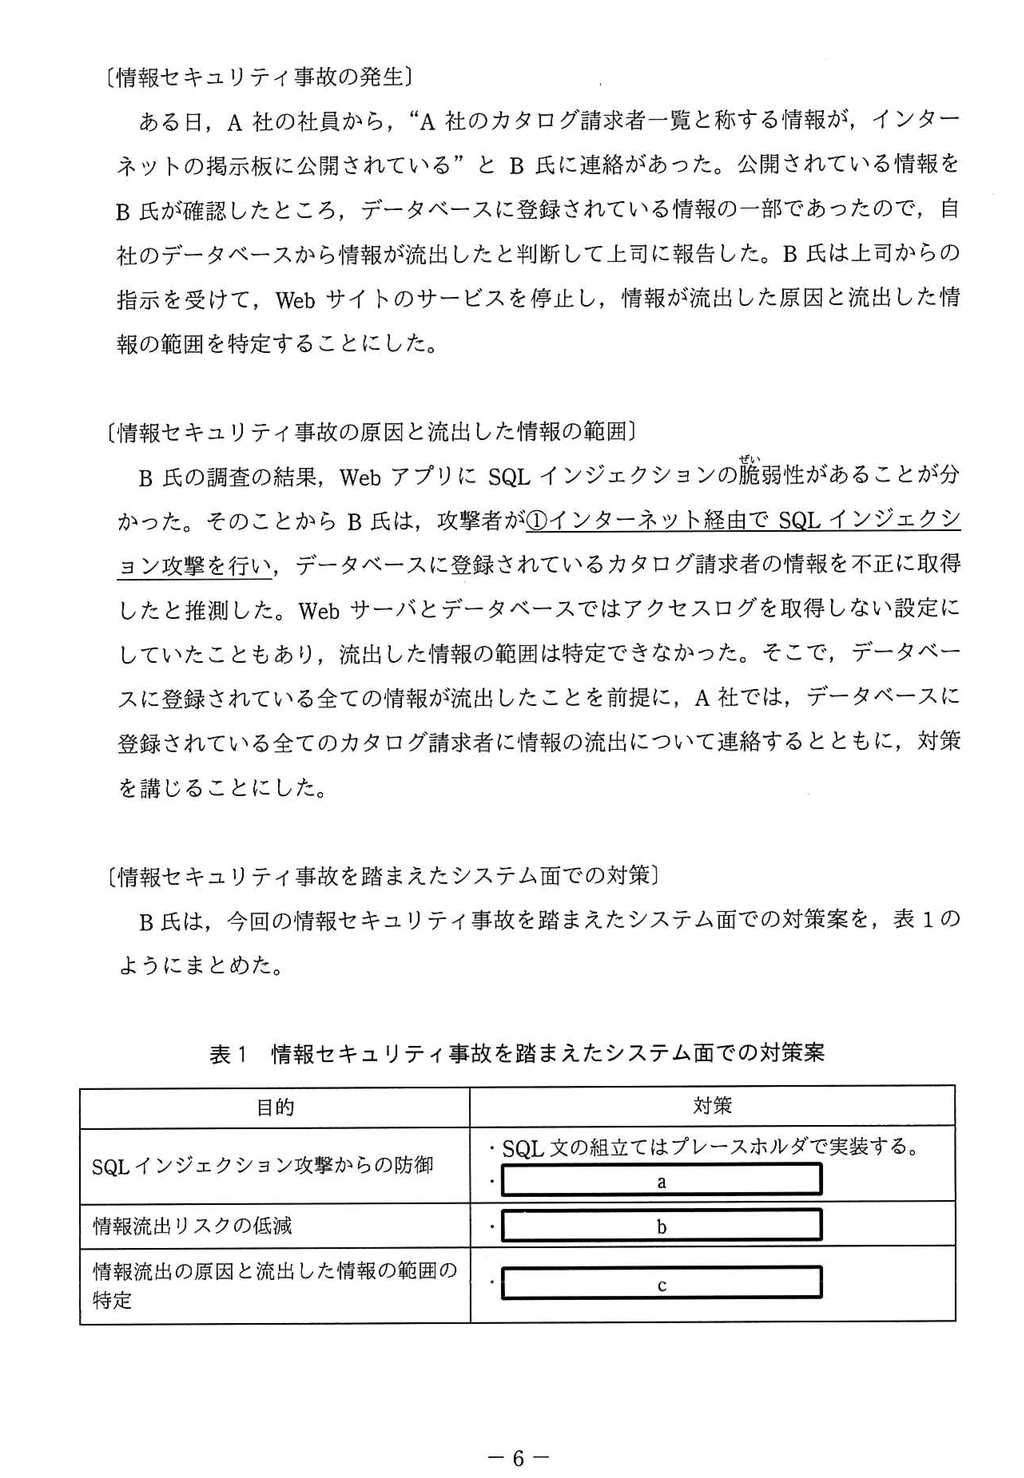 〔情報セキュリティ事故の発生〕
ある日，A 社の社員から，“A 社のカタログ請求者一覧と称する情報が，インター
ネットの掲示板に公開されている” と B 氏に連絡があった。公開されている情報を
B 氏が確認したところ，データベースに登録されている情報の一部であったので，自
社のデータベースから情報が流出したと判断して上司に報告した。B 氏は上司からの
指示を受けて，Web サイトのサービスを停止し，情報が流出した原因と流出した情
報の範囲を特定することにした。
〔情報セキュリティ事故の原因と流出した情報の範囲〕
ぜい
B 氏の調査の結果，Web アプリに SQL インジェクションの脆弱性があることが分
かった。そのことから B 氏は，攻撃者が①インターネット経由で SQL インジェクシ
ョン攻撃を行い，データベースに登録されているカタログ請求者の情報を不正に取得
したと推測した。Web サーバとデータベースではアクセスログを取得しない設定に
していたこともあり，流出した情報の範囲は特定できなかった。そこで，データベー
スに登録されている全ての情報が流出したことを前提に，A 社では，データベースに
登録されている全てのカタログ請求者に情報の流出について連絡するとともに，対策
を講じることにした。
〔情報セキュリティ事故を踏まえたシステム面での対策〕
B 氏は，今回の情報セキュリティ事故を踏まえたシステム面での対策案を，表 1 の
ようにまとめた。
表 1　情報セキュリティ事故を踏まえたシステム面での対策案
目的　対策
SQL インジェクション攻撃からの防御
・SQL 文の組立てはプレースホルダで実装する。
・ a
情報流出リスクの低減
・ b
情報流出の原因と流出した情報の範囲の
特定
・ c
－ 6 －